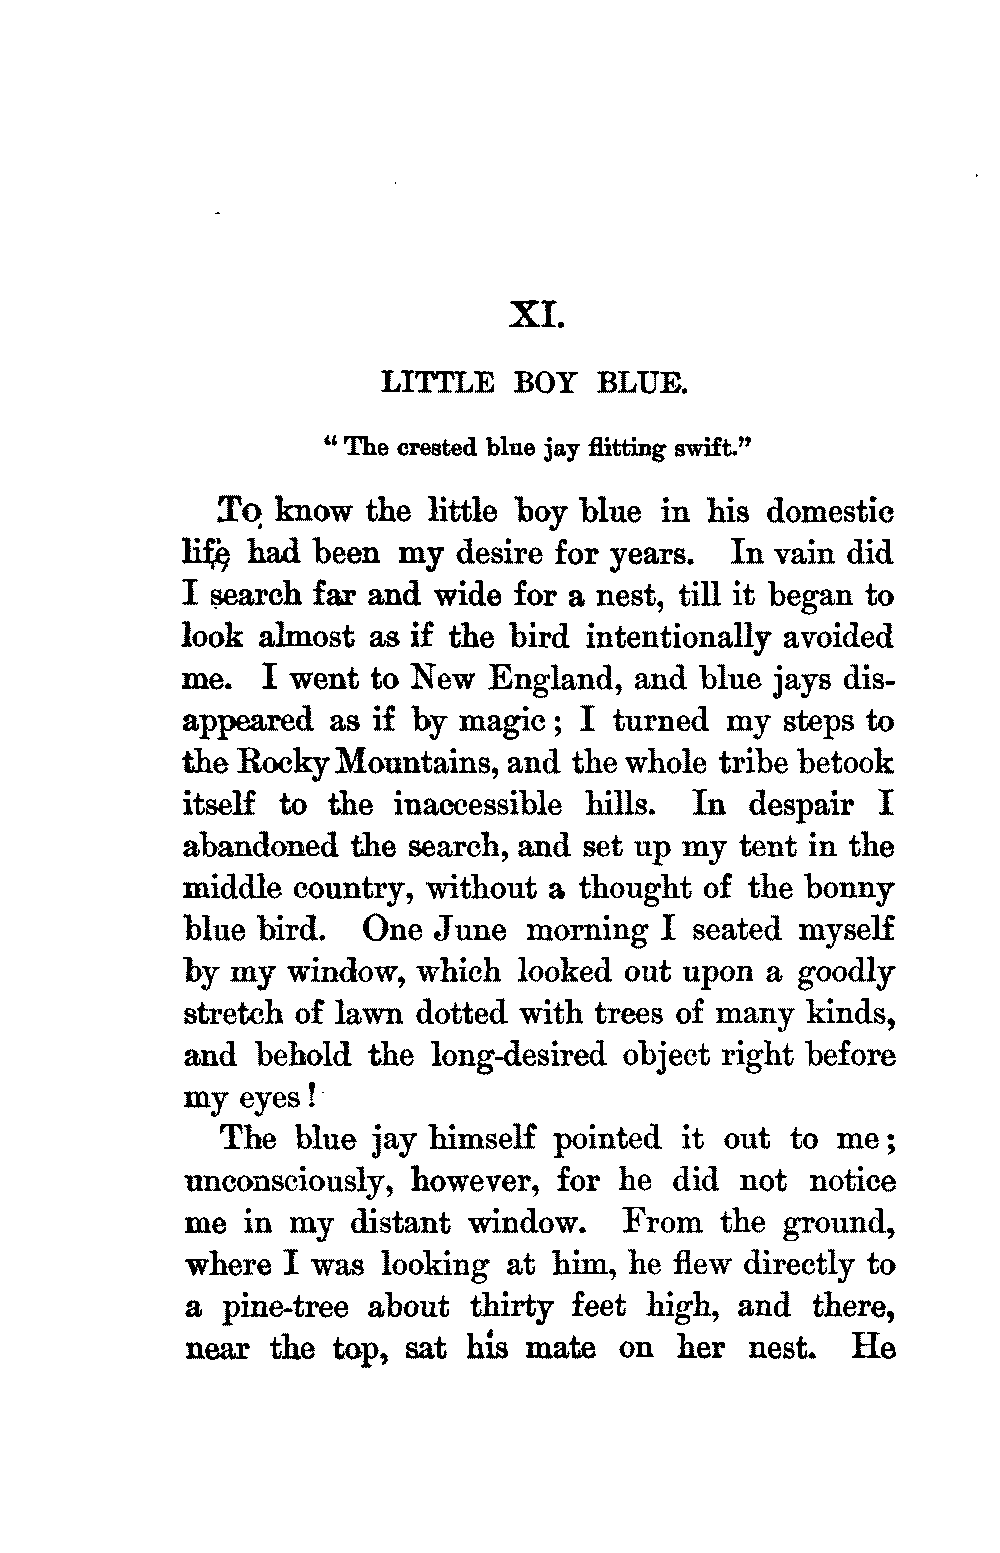 XI.
LITTLE BOY BLUE.
“The crested blue jay flitting swift.”
To know the little boy blue in his domestic
life had been my desire for years. In vain did
I search far and wide for a nest, till it began to
look almost as if the bird intentionally avoided
me. I went to New England, and blue jays dis-
appeared as if by magic; I turned my steps to
the Rocky Mountains, and the whole tribe betook
itself to the inaccessible hills. In despair I
abandoned the search, and set up my tent in the
middle country, without a thought of the bonny
blue bird. One June morning I seated myself
by my window, which looked out upon a goodly
stretch of lawn dotted with trees of many kinds,
and behold the long-desired object right before
my eyes!
The blue jay himself pointed it out to me;
unconsciously, however, for he did not notice
me in my distant window. From the ground,
where I was looking at him, he flew directly to
a pine-tree about thirty feet high, and there,
near the top, sat his mate on her nest. He